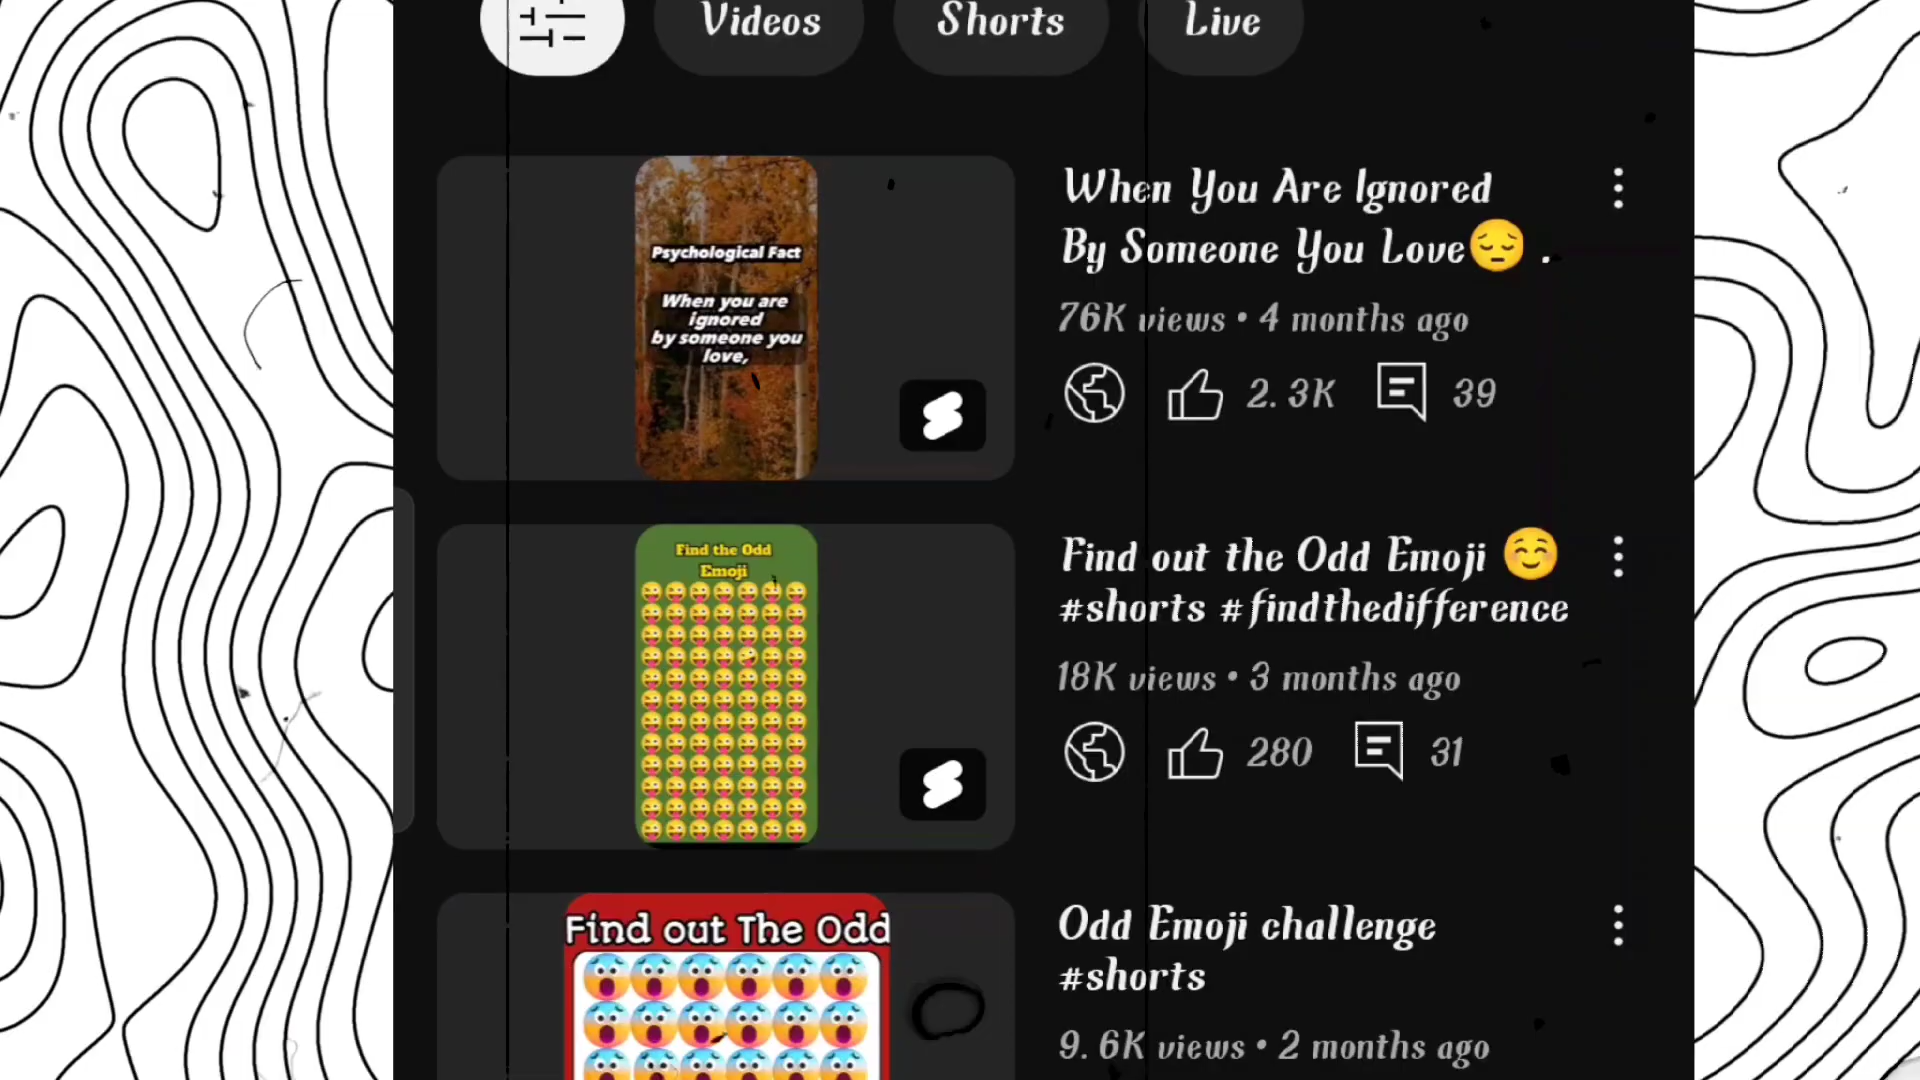 Videos
Shorts
Live
Psychological Fact
When you are
ignored
by someone you
love,
When You Are Ignored
By Someone You Love😔 .
76K views • 4 months ago
2.3K
39
Find the Odd
Emoji
Find out the Odd Emoji ☺️
#shorts #findthedifference
18K views • 3 months ago
280
31
Find out The Odd
Odd Emoji challenge
#shorts
9.6K views • 2 months ago